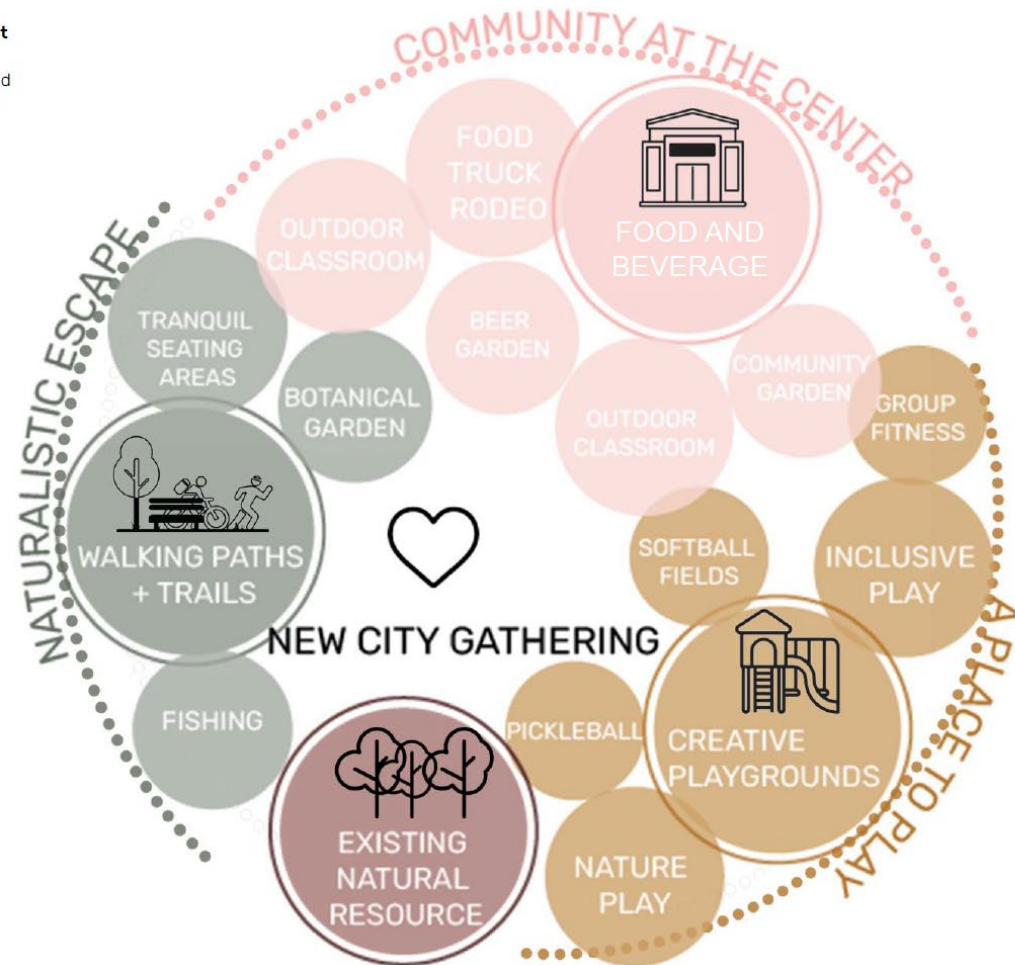 t
d
COMMUNITY AT THE CENTER
FOOD
TRUCK
RODEO
FOOD AND
BEVERAGE
OUTDOOR
CLASSROOM
NATURALISTIC ESCAPE
TRANQUIL
SEATING
AREAS
BEER
GARDEN
BOTANICAL
GARDEN
COMMUNITY
GARDEN
OUTDOOR
CLASSROOM
GROUP
FITNESS
WALKING PATHS
+ TRAILS
SOFTBALL
FIELDS
INCLUSIVE
PLAY
NEW CITY GATHERING
A PLACE TO PLAY
FISHING
PICKLEBALL
CREATIVE
PLAYGROUNDS
EXISTING
NATURAL
RESOURCE
NATURE
PLAY